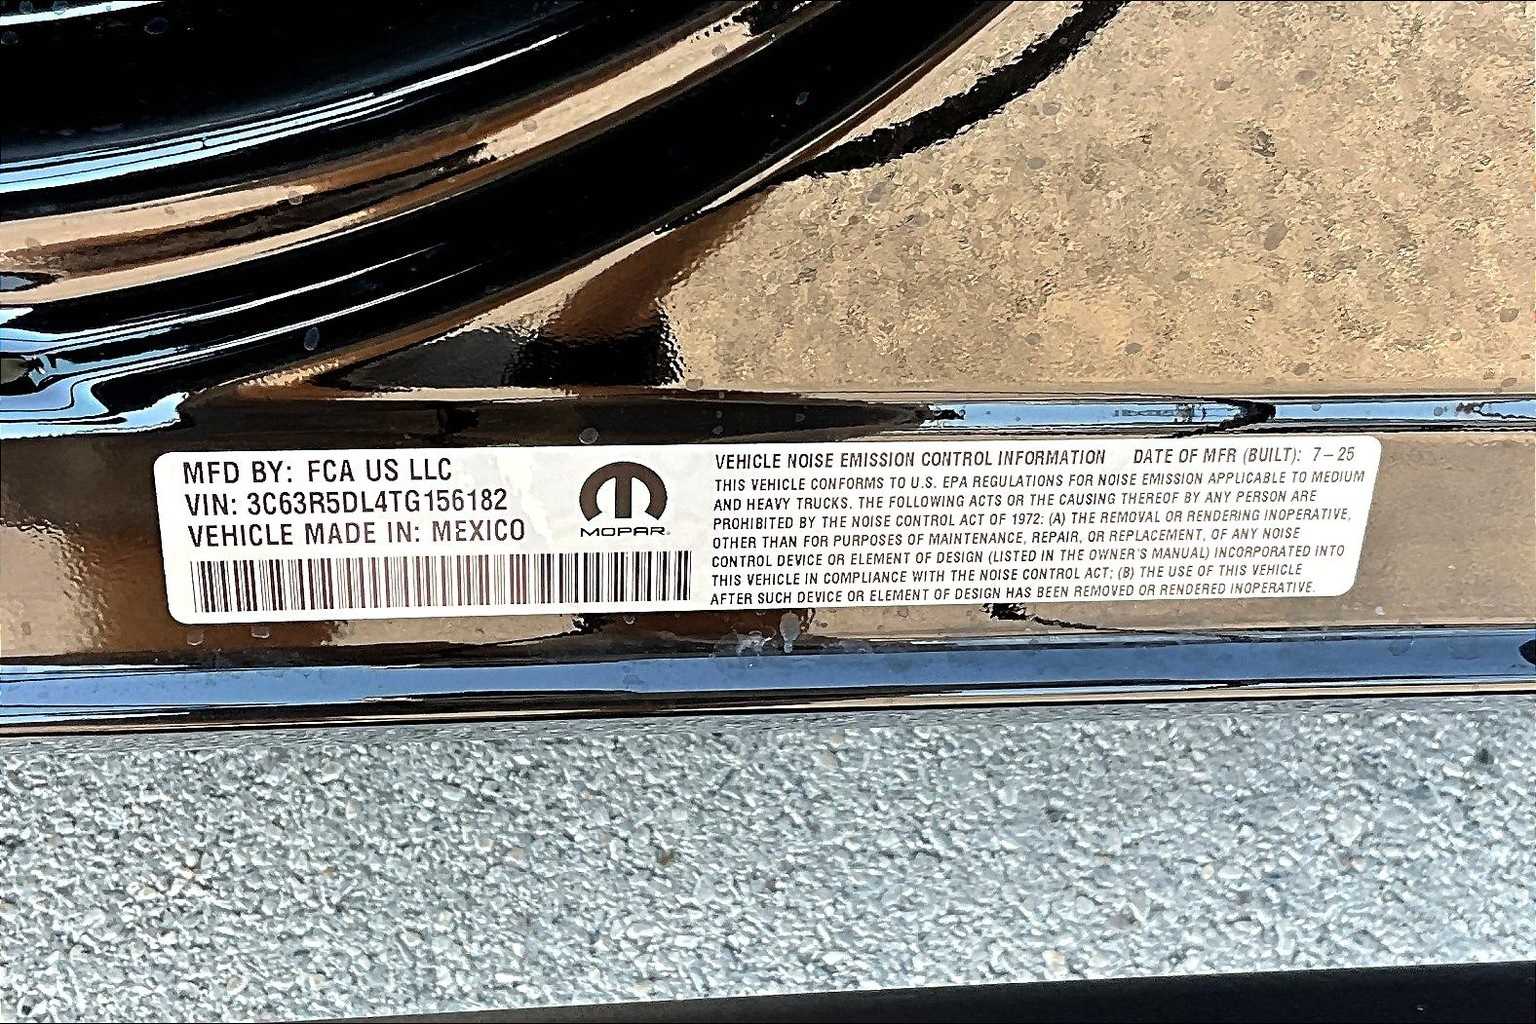 MFD BY: FCA US LLC
VIN: 3C63R5DL4TG156182
VEHICLE MADE IN: MEXICO
MOPAR®
VEHICLE NOISE EMISSION CONTROL INFORMATION DATE OF MFR (BUILT): 7-25
THIS VEHICLE CONFORMS TO U.S. EPA REGULATIONS FOR NOISE EMISSION APPLICABLE TO MEDIUM
AND HEAVY TRUCKS. THE FOLLOWING ACTS OR THE CAUSING THEREOF BY ANY PERSON ARE
PROHIBITED BY THE NOISE CONTROL ACT OF 1972: (A) THE REMOVAL OR RENDERING INOPERATIVE,
OTHER THAN FOR PURPOSES OF MAINTENANCE, REPAIR, OR REPLACEMENT, OF ANY NOISE
CONTROL DEVICE OR ELEMENT OF DESIGN (LISTED IN THE OWNER'S MANUAL) INCORPORATED INTO
THIS VEHICLE IN COMPLIANCE WITH THE NOISE CONTROL ACT; (B) THE USE OF THIS VEHICLE
AFTER SUCH DEVICE OR ELEMENT OF DESIGN HAS BEEN REMOVED OR RENDERED INOPERATIVE.